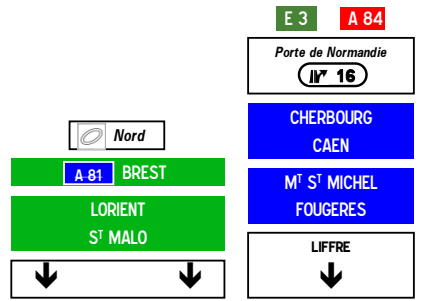 Nord
A 81 BREST
LORIENT
Sᵀ MALO
E 3 A 84
Porte de Normandie
16
CHERBOURG
CAEN
Mᵀ Sᵀ MICHEL
FOUGERES
LIFFRE